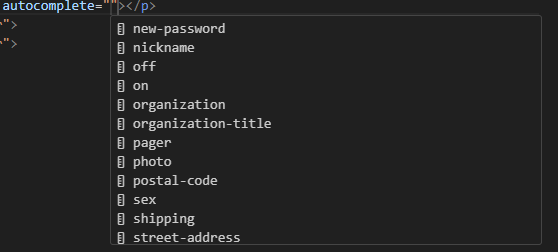 autocomplete=""></p>
">
">
new-password
nickname
off
on
organization
organization-title
pager
photo
postal-code
sex
shipping
street-address